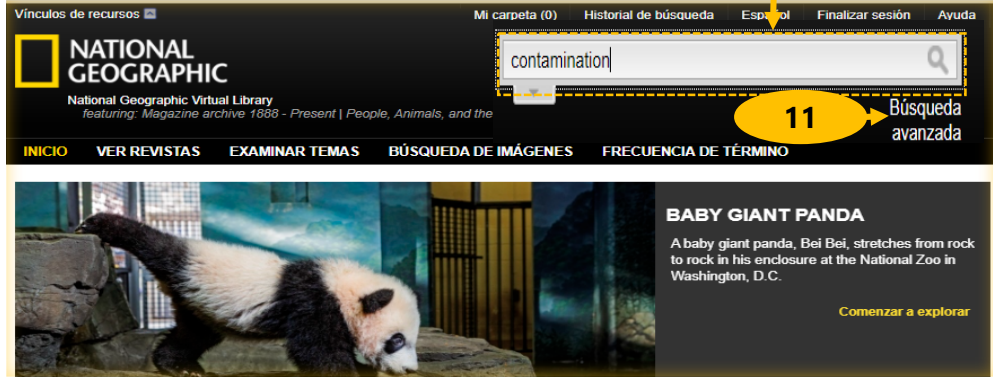 Vínculos de recursos
Mi carpeta (0) Historial de búsqueda Español Finalizar sesión Ayuda
NATIONAL
GEOGRAPHIC
contamination
National Geographic Virtual Library
featuring: Magazine archive 1888 - Present | People, Animals, and the
11
Búsqueda
avanzada
INICIO VER REVISTAS EXAMINAR TEMAS BÚSQUEDA DE IMÁGENES FRECUENCIA DE TÉRMINO
BABY GIANT PANDA
A baby giant panda, Bei Bei, stretches from rock
to rock in his enclosure at the National Zoo in
Washington, D.C.
Comenzar a explorar